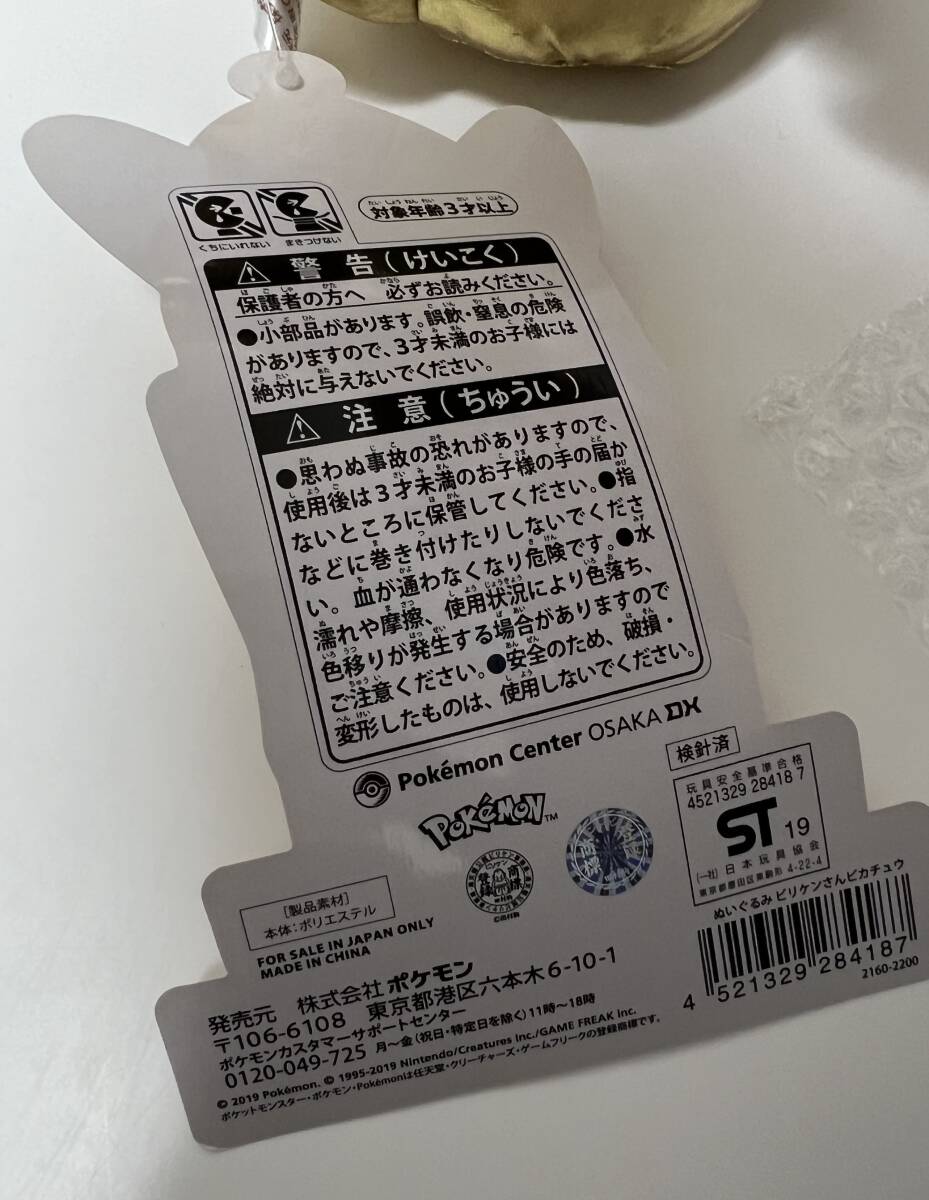 くちにいれない まきつけない
対象年齢3才以上
警告(けいこく)
保護者の方へ 必ずお読みください。
●小部品があります。誤飲・窒息の危険
がありますので、3才未満のお子様には
絶対に与えないでください。
注意(ちゅうい)
●思わぬ事故の恐れがありますので、
使用後は3才未満のお子様の手の届か
ないところに保管してください。●指
などに巻き付けたりしないでくださ
い。血が通わなくなり危険です。●水
濡れや摩擦、使用状況により色落ち、
色移りが発生する場合がありますので
ご注意ください。●安全のため、破損・
変形したものは、使用しないでください。
Pokémon Center OSAKA DX
POKéMON™
検針済
玩具安全基準合格
4521329 28418 7
ST 19
(一社)日本玩具協会
東京都墨田区東駒形 4-22-4
ぬいぐるみ ビリケンさんピカチュウ
4 521329 284187
2160-2200
[製品素材]
本体:ポリエステル
FOR SALE IN JAPAN ONLY
MADE IN CHINA
発売元 株式会社ポケモン
〒106-6108 東京都港区六本木6-10-1
ポケモンカスタマーサポートセンター
0120-049-725 月〜金(祝日・特定日を除く)11時〜18時
© 2019 Pokémon. © 1995-2019 Nintendo/Creatures Inc./GAME FREAK inc.
ポケットモンスター・ポケモン・Pokémonは任天堂・クリーチャーズ・ゲームフリークの登録商標です。